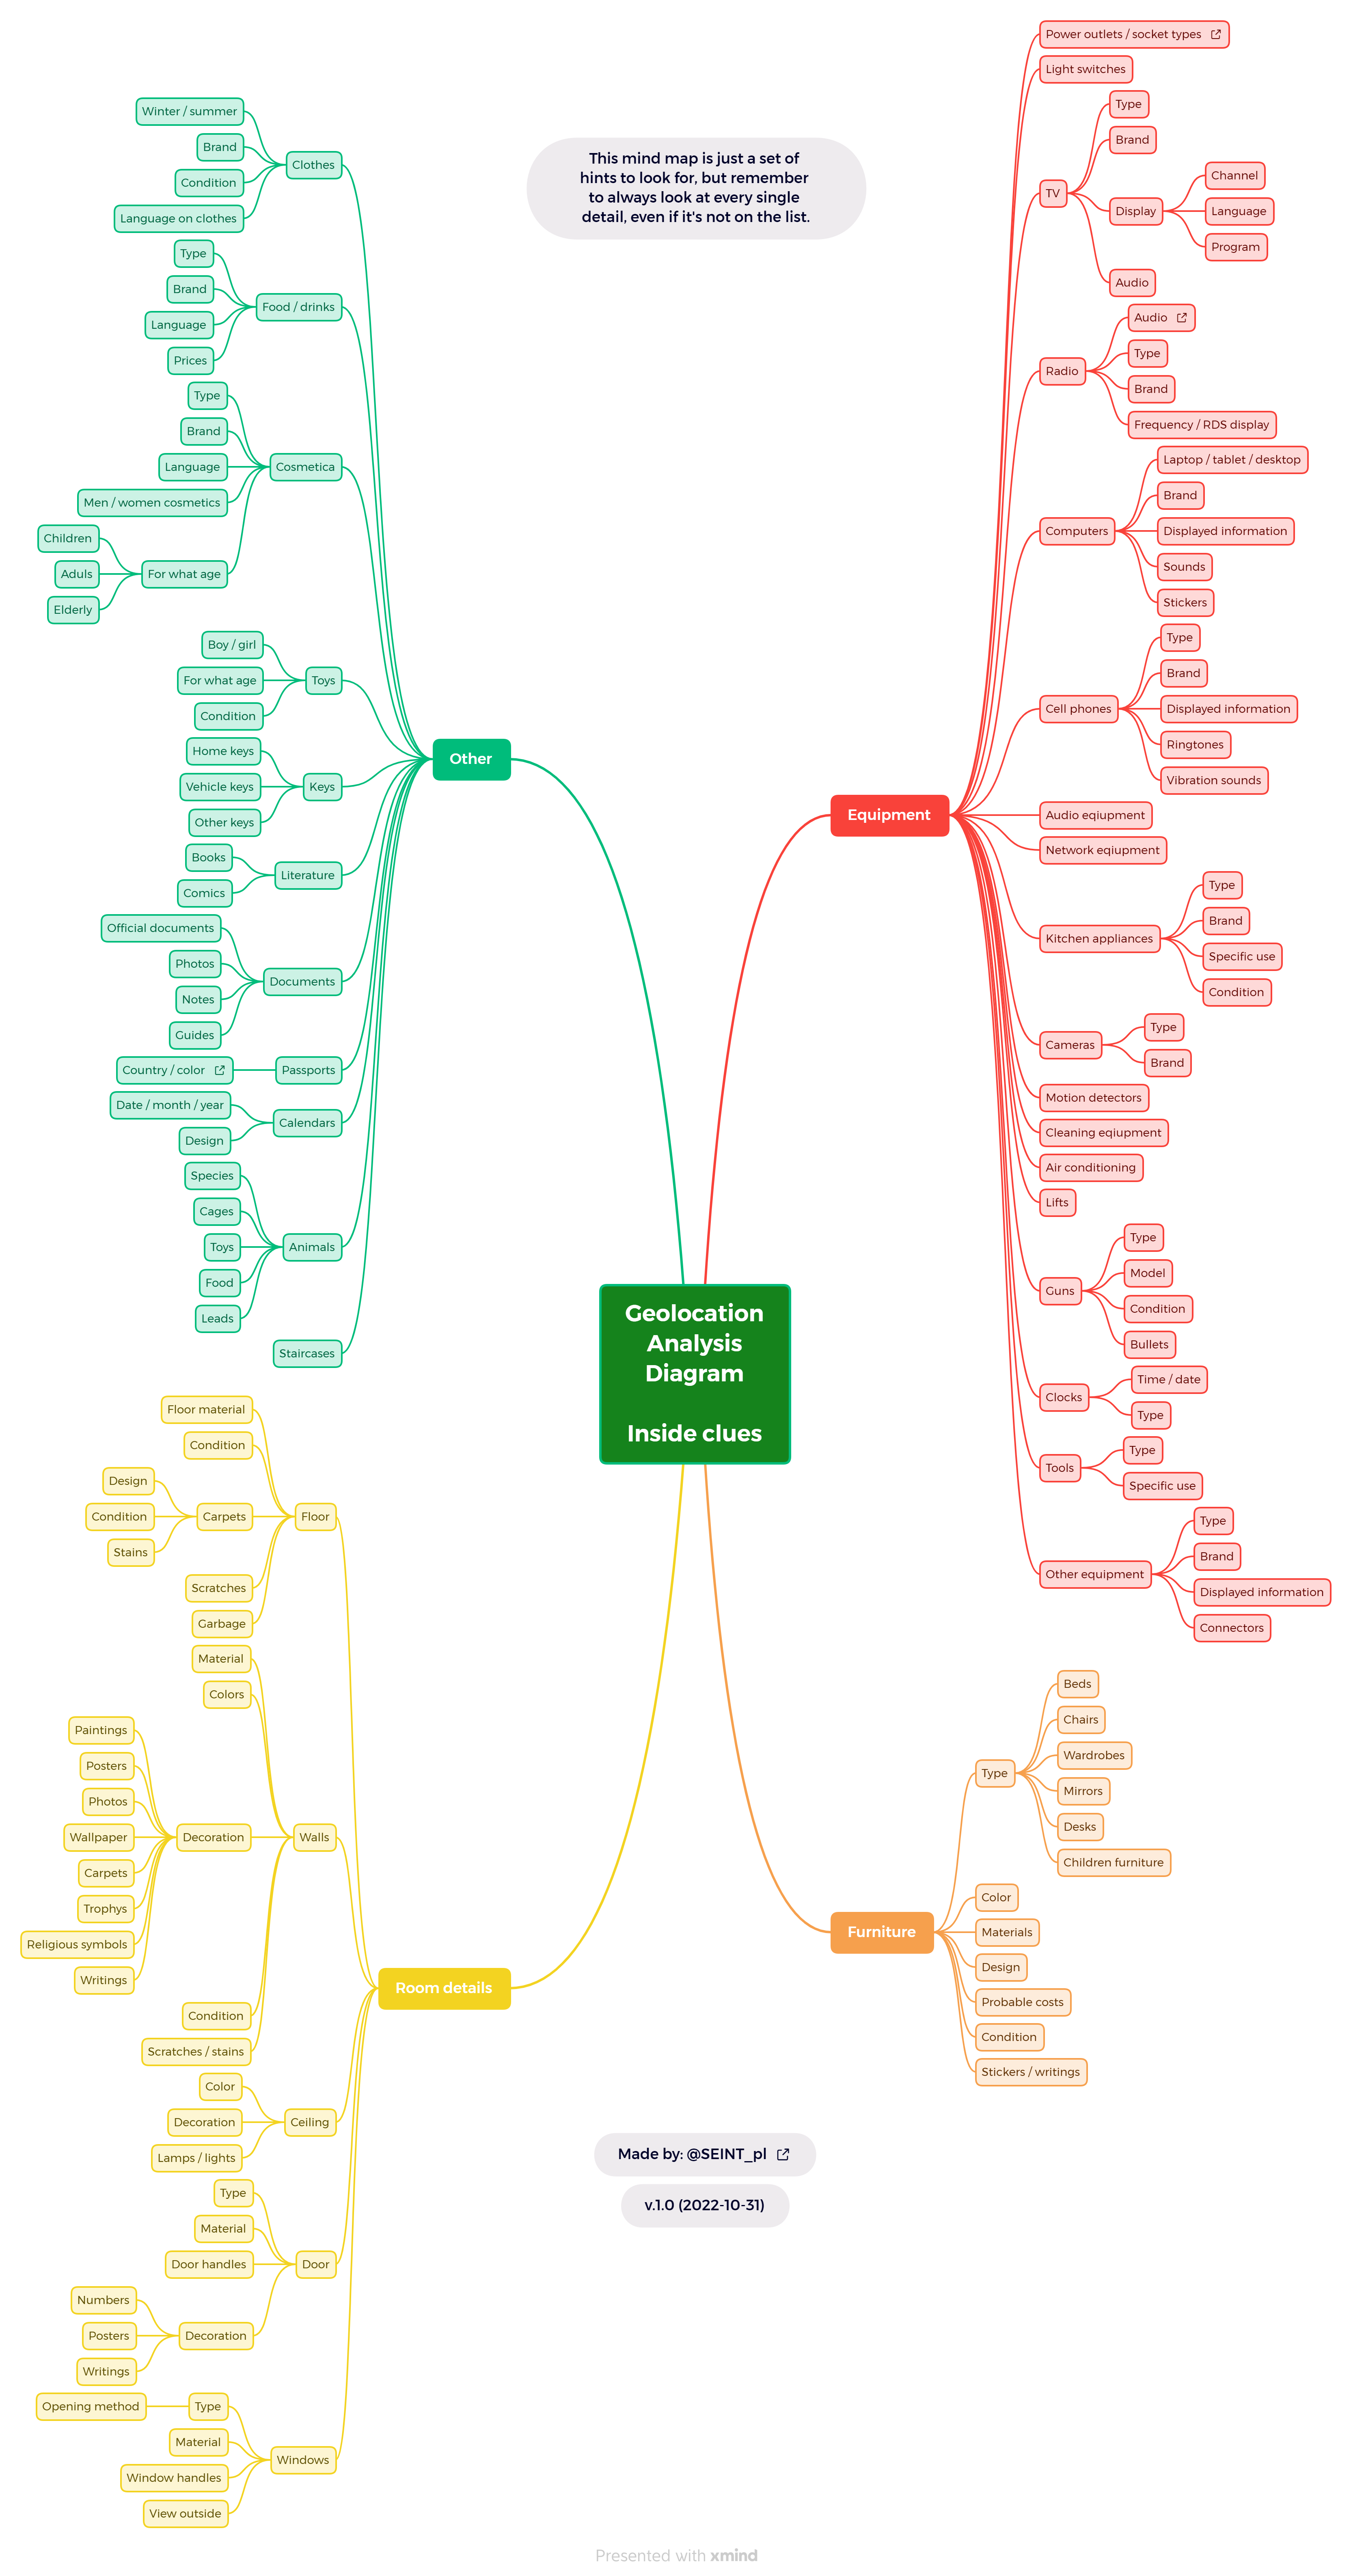 This mind map is just a set of
hints to look for, but remember
to always look at every single
detail, even if it's not on the list.
Geolocation
Analysis
Diagram
Inside clues
Equipment
Power outlets / socket types
Light switches
TV
Type
Brand
Display
Channel
Language
Program
Audio
Radio
Audio
Type
Brand
Frequency / RDS display
Computers
Laptop / tablet / desktop
Brand
Displayed information
Sounds
Stickers
Cell phones
Type
Brand
Displayed information
Ringtones
Vibration sounds
Audio eqiupment
Network eqiupment
Kitchen appliances
Type
Brand
Specific use
Condition
Cameras
Type
Brand
Motion detectors
Cleaning eqiupment
Air conditioning
Lifts
Guns
Type
Model
Condition
Bullets
Clocks
Time / date
Type
Tools
Type
Specific use
Other equipment
Type
Brand
Displayed information
Connectors
Furniture
Type
Beds
Chairs
Wardrobes
Mirrors
Desks
Children furniture
Color
Materials
Design
Probable costs
Condition
Stickers / writings
Other
Clothes
Winter / summer
Brand
Condition
Language on clothes
Food / drinks
Type
Brand
Language
Prices
Cosmetica
Type
Brand
Language
Men / women cosmetics
For what age
Children
Aduls
Elderly
Toys
Boy / girl
For what age
Condition
Keys
Home keys
Vehicle keys
Other keys
Literature
Books
Comics
Documents
Official documents
Photos
Notes
Guides
Passports
Country / color
Calendars
Date / month / year
Design
Animals
Species
Cages
Toys
Food
Leads
Staircases
Room details
Floor
Floor material
Condition
Carpets
Design
Condition
Stains
Scratches
Garbage
Walls
Material
Colors
Decoration
Paintings
Posters
Photos
Wallpaper
Carpets
Trophys
Religious symbols
Writings
Condition
Scratches / stains
Ceiling
Color
Decoration
Lamps / lights
Door
Type
Material
Door handles
Decoration
Numbers
Posters
Writings
Windows
Type
Opening method
Material
Window handles
View outside
Made by: @SEINT_pl
v.1.0 (2022-10-31)
Presented with xmind